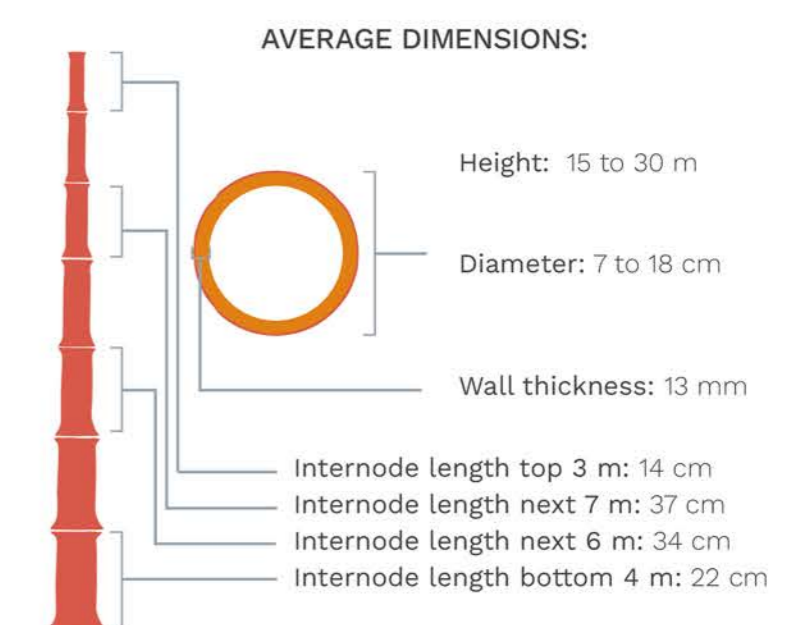 AVERAGE DIMENSIONS:
Height: 15 to 30 m
Diameter: 7 to 18 cm
Wall thickness: 13 mm
Internode length top 3 m: 14 cm
Internode length next 7 m: 37 cm
Internode length next 6 m: 34 cm
Internode length bottom 4 m: 22 cm